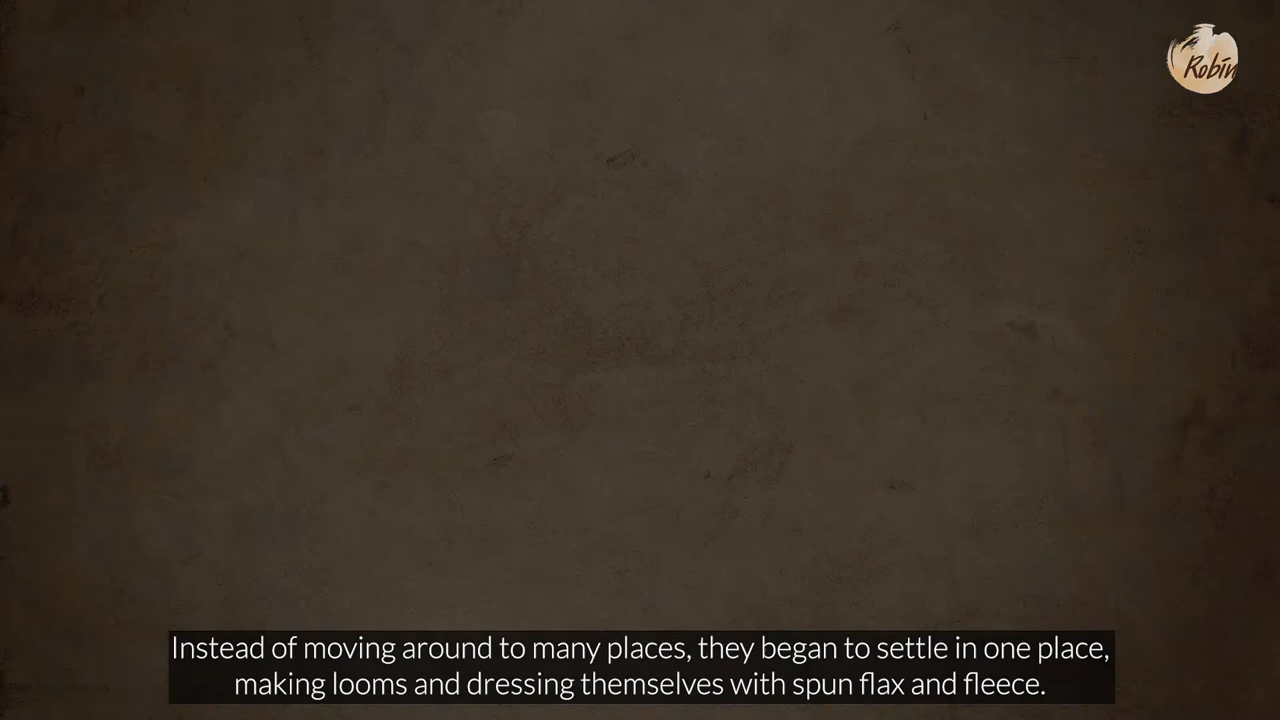 Robin
Instead of moving around to many places, they began to settle in one place,
making looms and dressing themselves with spun flax and fleece.